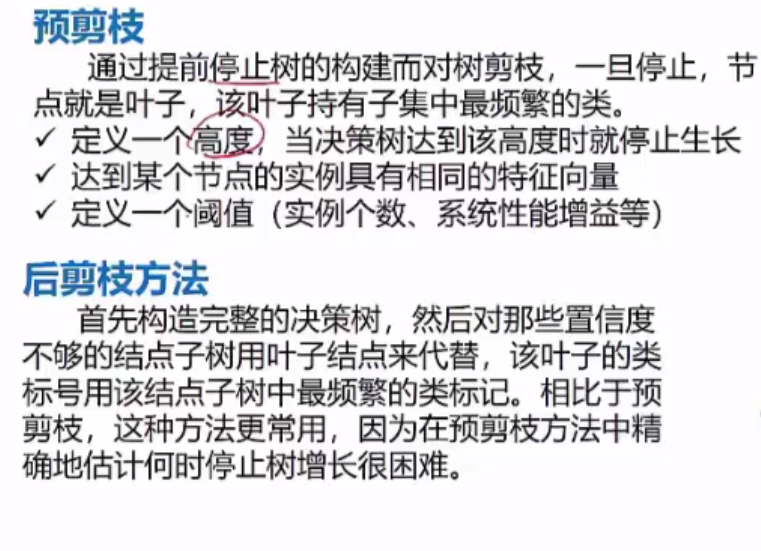 预剪枝
通过提前停止树的构建而对树剪枝，一旦停止，节
点就是叶子，该叶子持有子集中最频繁的类。
✓ 定义一个高度，当决策树达到该高度时就停止生长
✓ 达到某个节点的实例具有相同的特征向量
✓ 定义一个阈值（实例个数、系统性能增益等）
后剪枝方法
首先构造完整的决策树，然后对那些置信度
不够的结点子树用叶子结点来代替，该叶子的类
标号用该结点子树中最频繁的类标记。相比于预
剪枝，这种方法更常用，因为在预剪枝方法中精
确地估计何时停止树增长很困难。